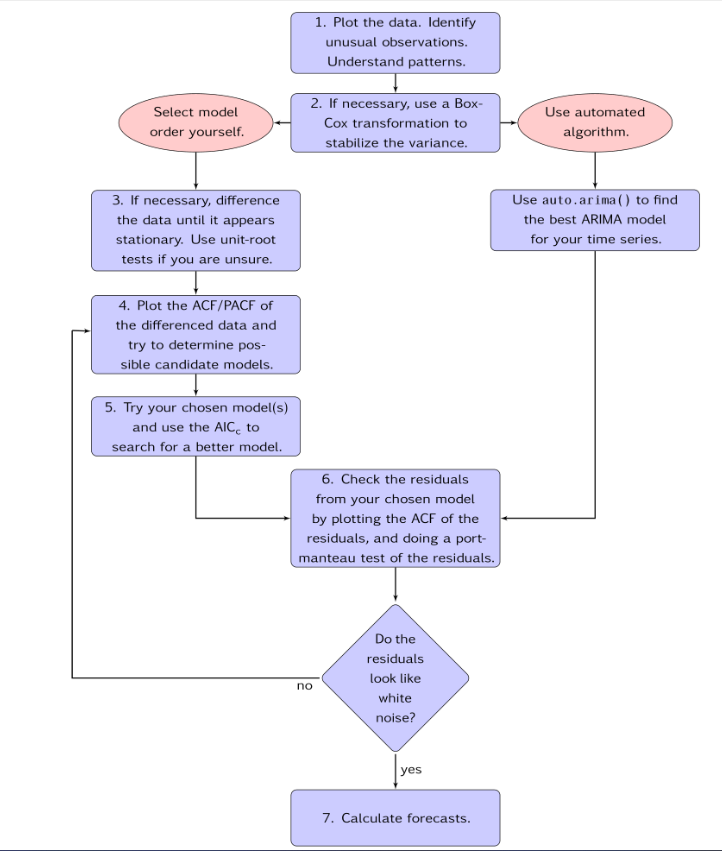 1. Plot the data. Identify
unusual observations.
Understand patterns.
Select model
order yourself.
2. If necessary, use a Box-
Cox transformation to
stabilize the variance.
Use automated
algorithm.
3. If necessary, difference
the data until it appears
stationary. Use unit-root
tests if you are unsure.
Use auto.arima() to find
the best ARIMA model
for your time series.
4. Plot the ACF/PACF of
the differenced data and
try to determine pos-
sible candidate models.
5. Try your chosen model(s)
and use the AICc to
search for a better model.
6. Check the residuals
from your chosen model
by plotting the ACF of the
residuals, and doing a port-
manteau test of the residuals.
Do the
residuals
look like
white
noise?
no
yes
7. Calculate forecasts.